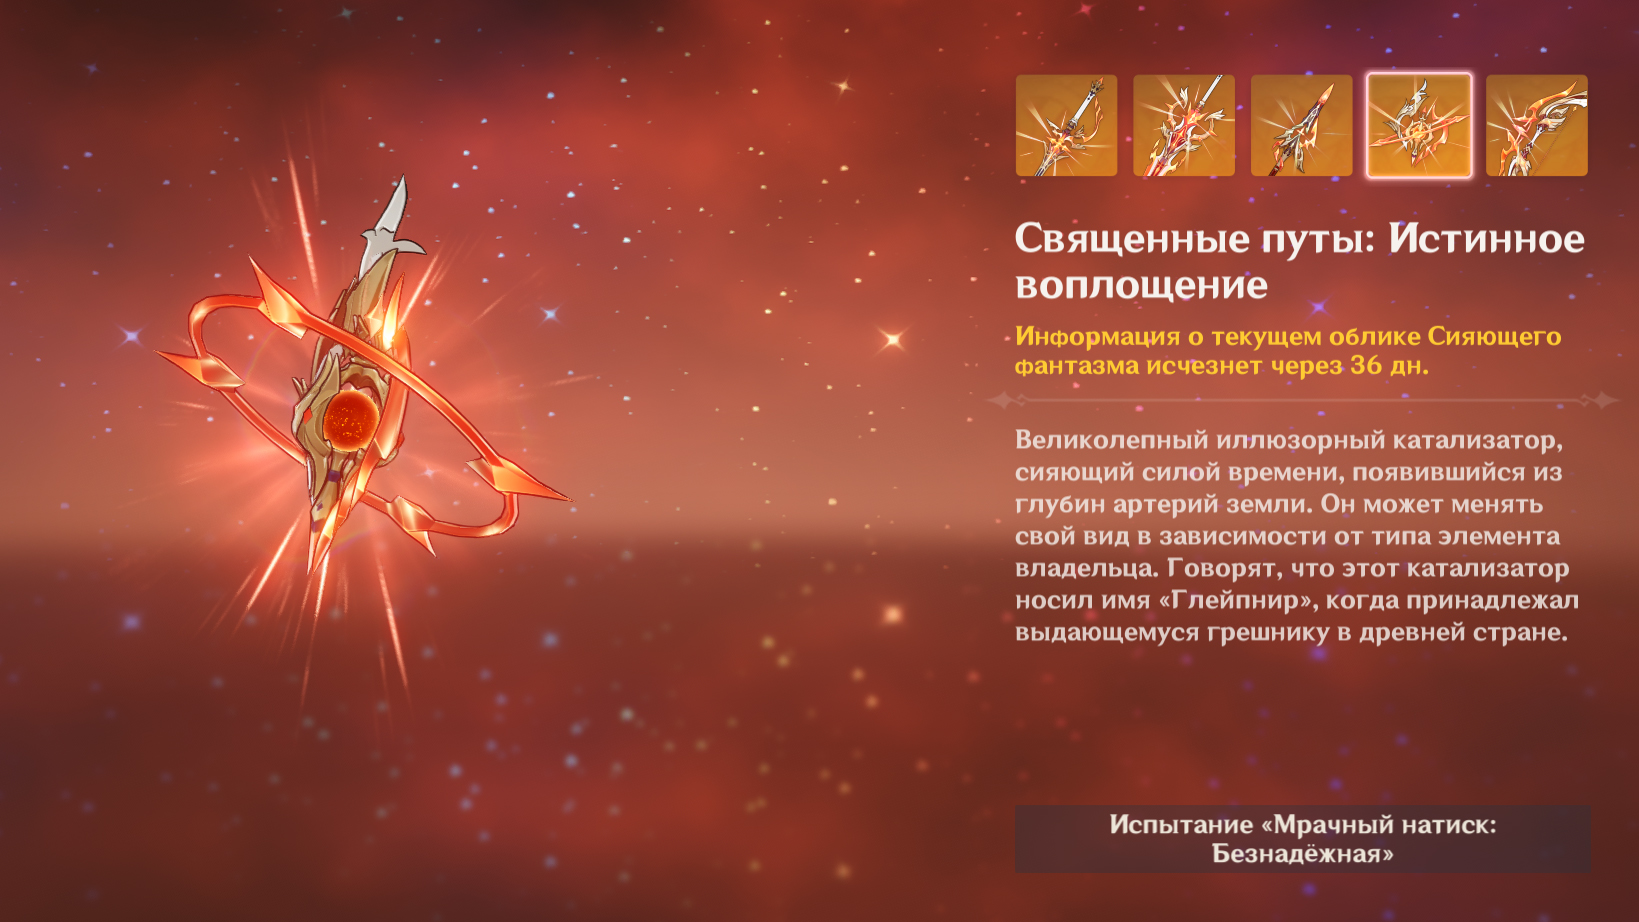 Священные путы: Истинное
воплощение
Информация о текущем облике Сияющего
фантазма исчезнет через 36 дн.
Великолепный иллюзорный катализатор,
сияющий силой времени, появившийся из
глубин артерий земли. Он может менять
свой вид в зависимости от типа элемента
владельца. Говорят, что этот катализатор
носил имя «Глейпнир», когда принадлежал
выдающемуся грешнику в древней стране.
Испытание «Мрачный натиск:
Безнадёжная»